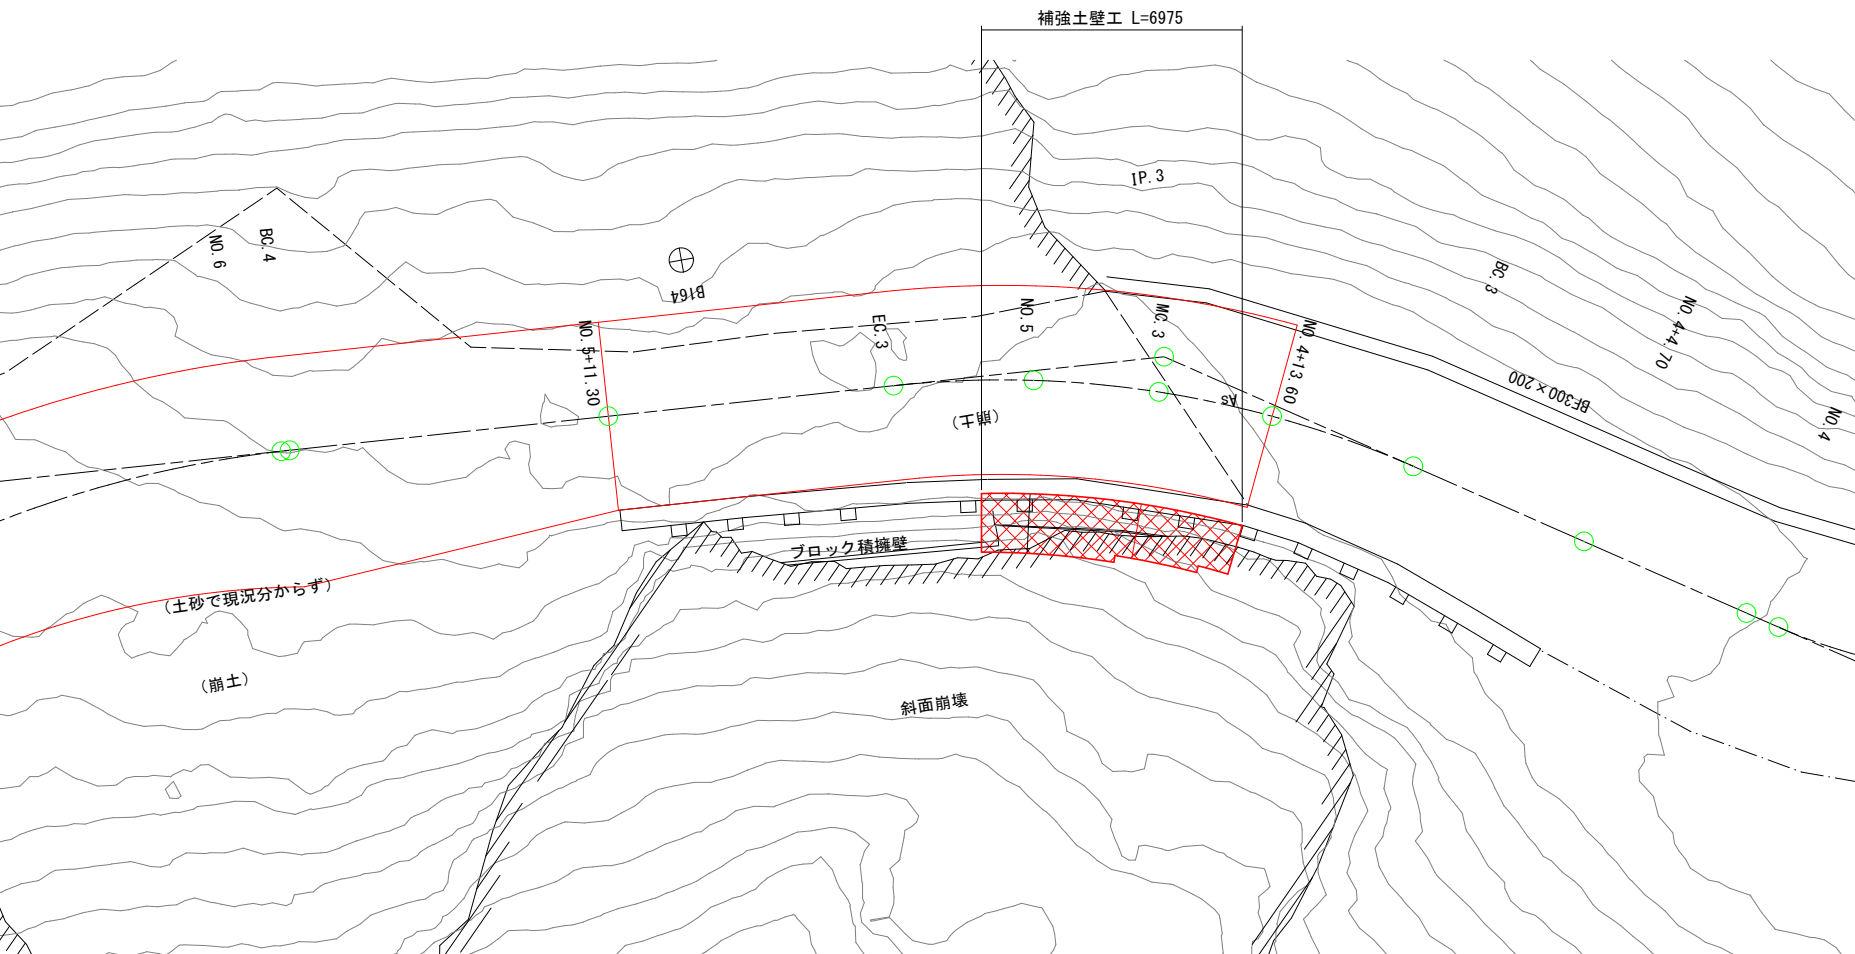 補強土壁工 L=6975
IP.3
NO.6
BC.4
B164
BC.3
NO.4+4.70
NO.5+11.30
EC.3
NO.5
MC.3
NO.4+13.60
BF300×200
NO.4
As
(崩土)
ブロック積擁壁
(土砂で現況分からず)
(崩土)
斜面崩壊